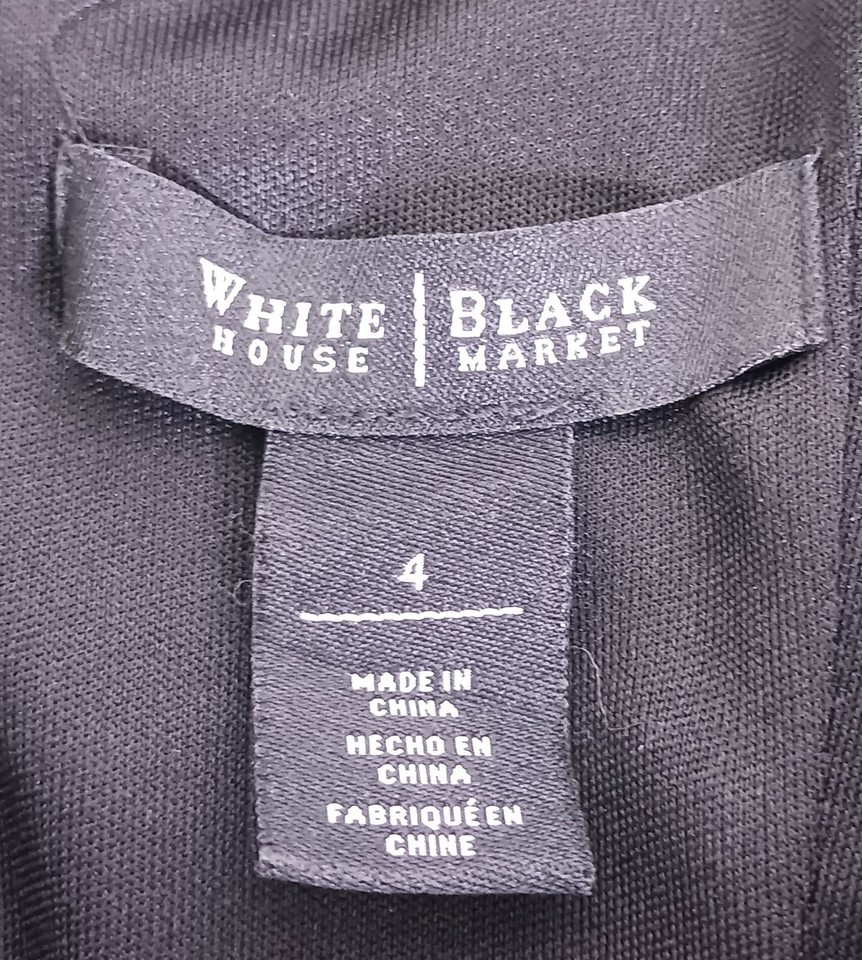 WHITE | BLACK
HOUSE | MARKET
4
MADE IN
CHINA
HECHO EN
CHINA
FABRIQUÉ EN
CHINE